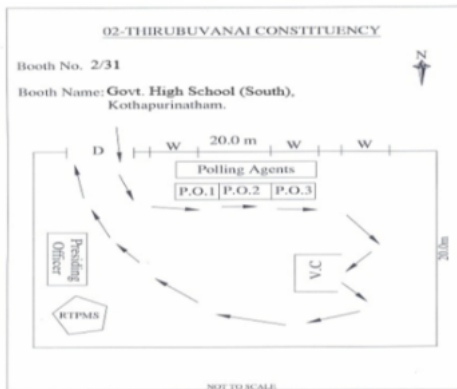 02-THIRUBUVANAI CONSTITUENCY
N
Booth No. 2/31
Booth Name: Govt. High School (South),
Kothapurinatham.
D W 20.0 m W W
Polling Agents
P.O.1 P.O.2 P.O.3
Presiding
Officer
V.C
20.0m
RTPMS
NOT TO SCALE